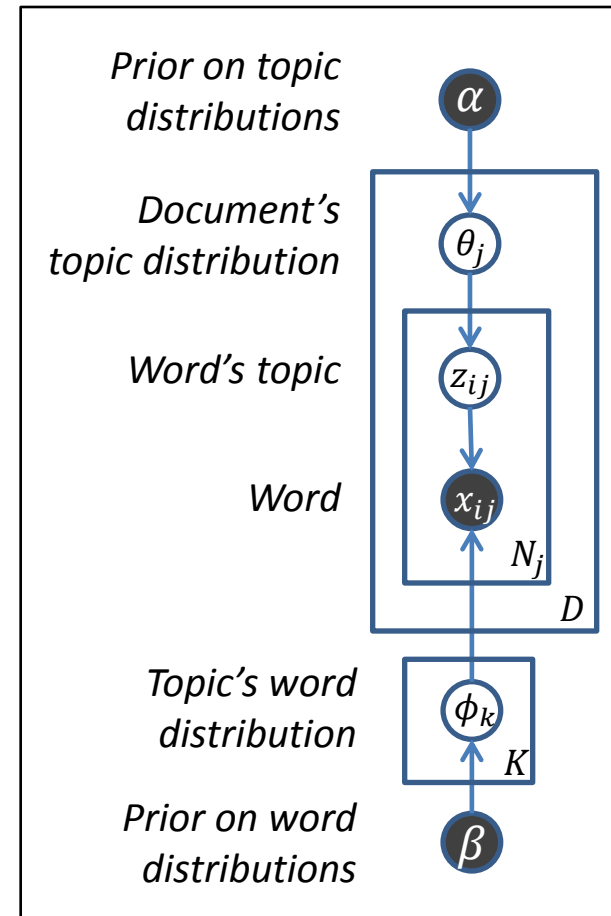 Prior on topic
distributions
α
Document's
topic distribution
θⱼ
Word's topic
zᵢⱼ
Word
xᵢⱼ
Nⱼ
D
Topic's word
distribution
ϕₖ
K
Prior on word
distributions
β